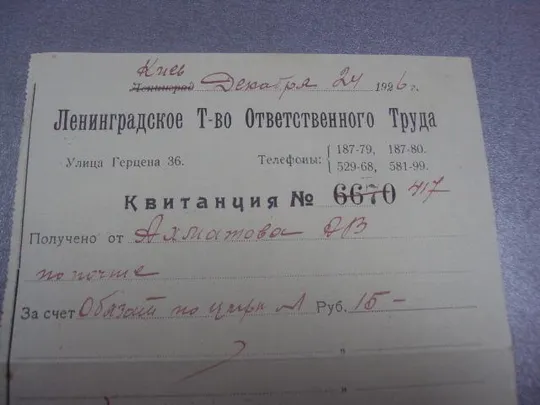 Киев
Ленинград Декабря 24 1926 г.
Ленинградское Т-во Ответственного Труда
Улица Герцена 36.
Телефоны: { 187-79, 187-80.
529-68, 581-99.
Квитанция № 6670 417
Получено от Ахматова
по почте
За счет по Руб. 15 -
"
"